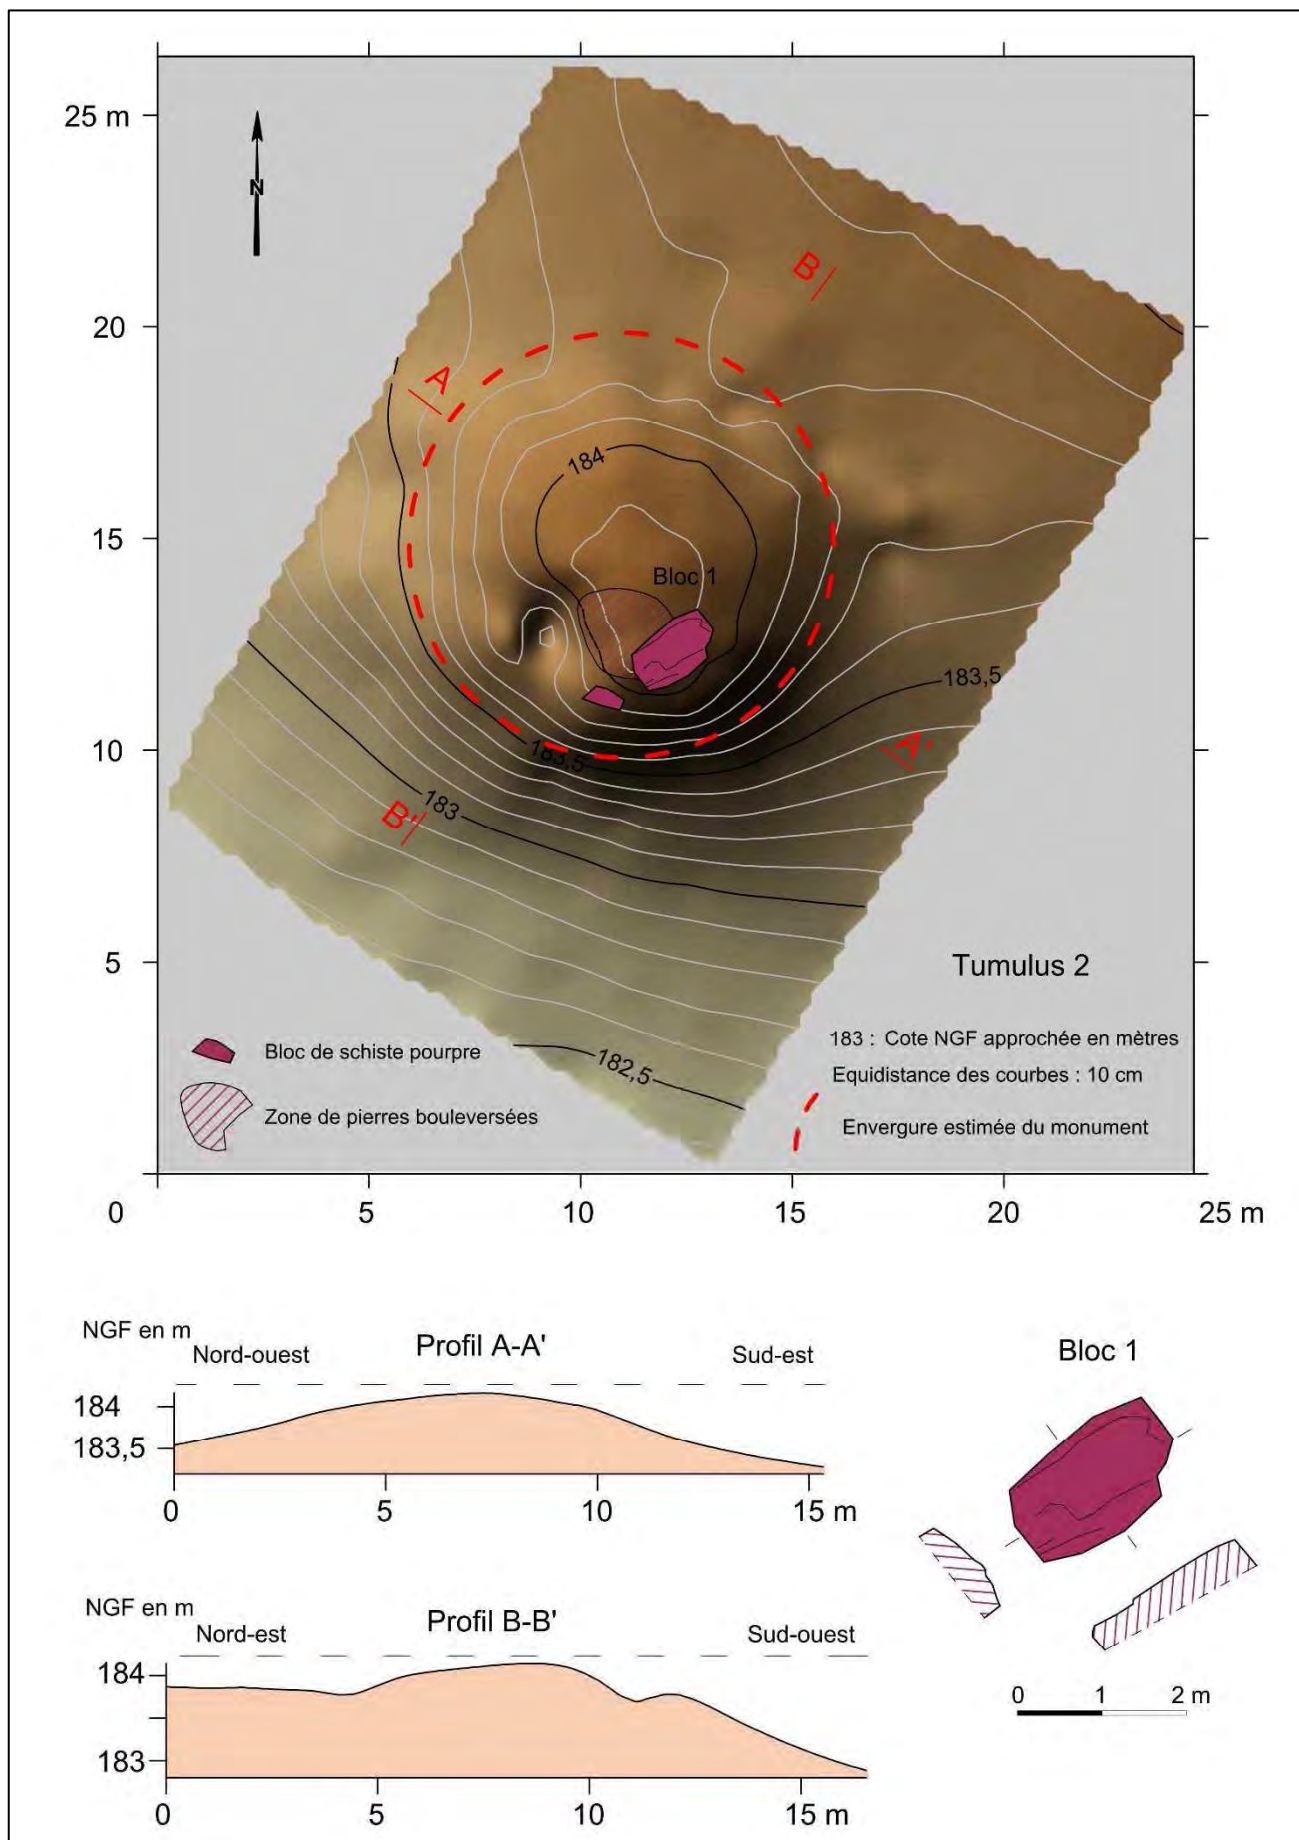 25 m
N
B
20
A
184
15
Bloc 1
183,5
A'
10
183,5
183
B'
5
Tumulus 2
183 : Cote NGF approchée en mètres
Bloc de schiste pourpre
182,5
Equidistance des courbes : 10 cm
Zone de pierres bouleversées
Envergure estimée du monument
0 5 10 15 20 25 m
NGF en m
Nord-ouest Profil A-A' Sud-est
184
183,5
0 5 10 15 m
Bloc 1
NGF en m
Nord-est Profil B-B' Sud-ouest
184
183
0 5 10 15 m
0 1 2 m